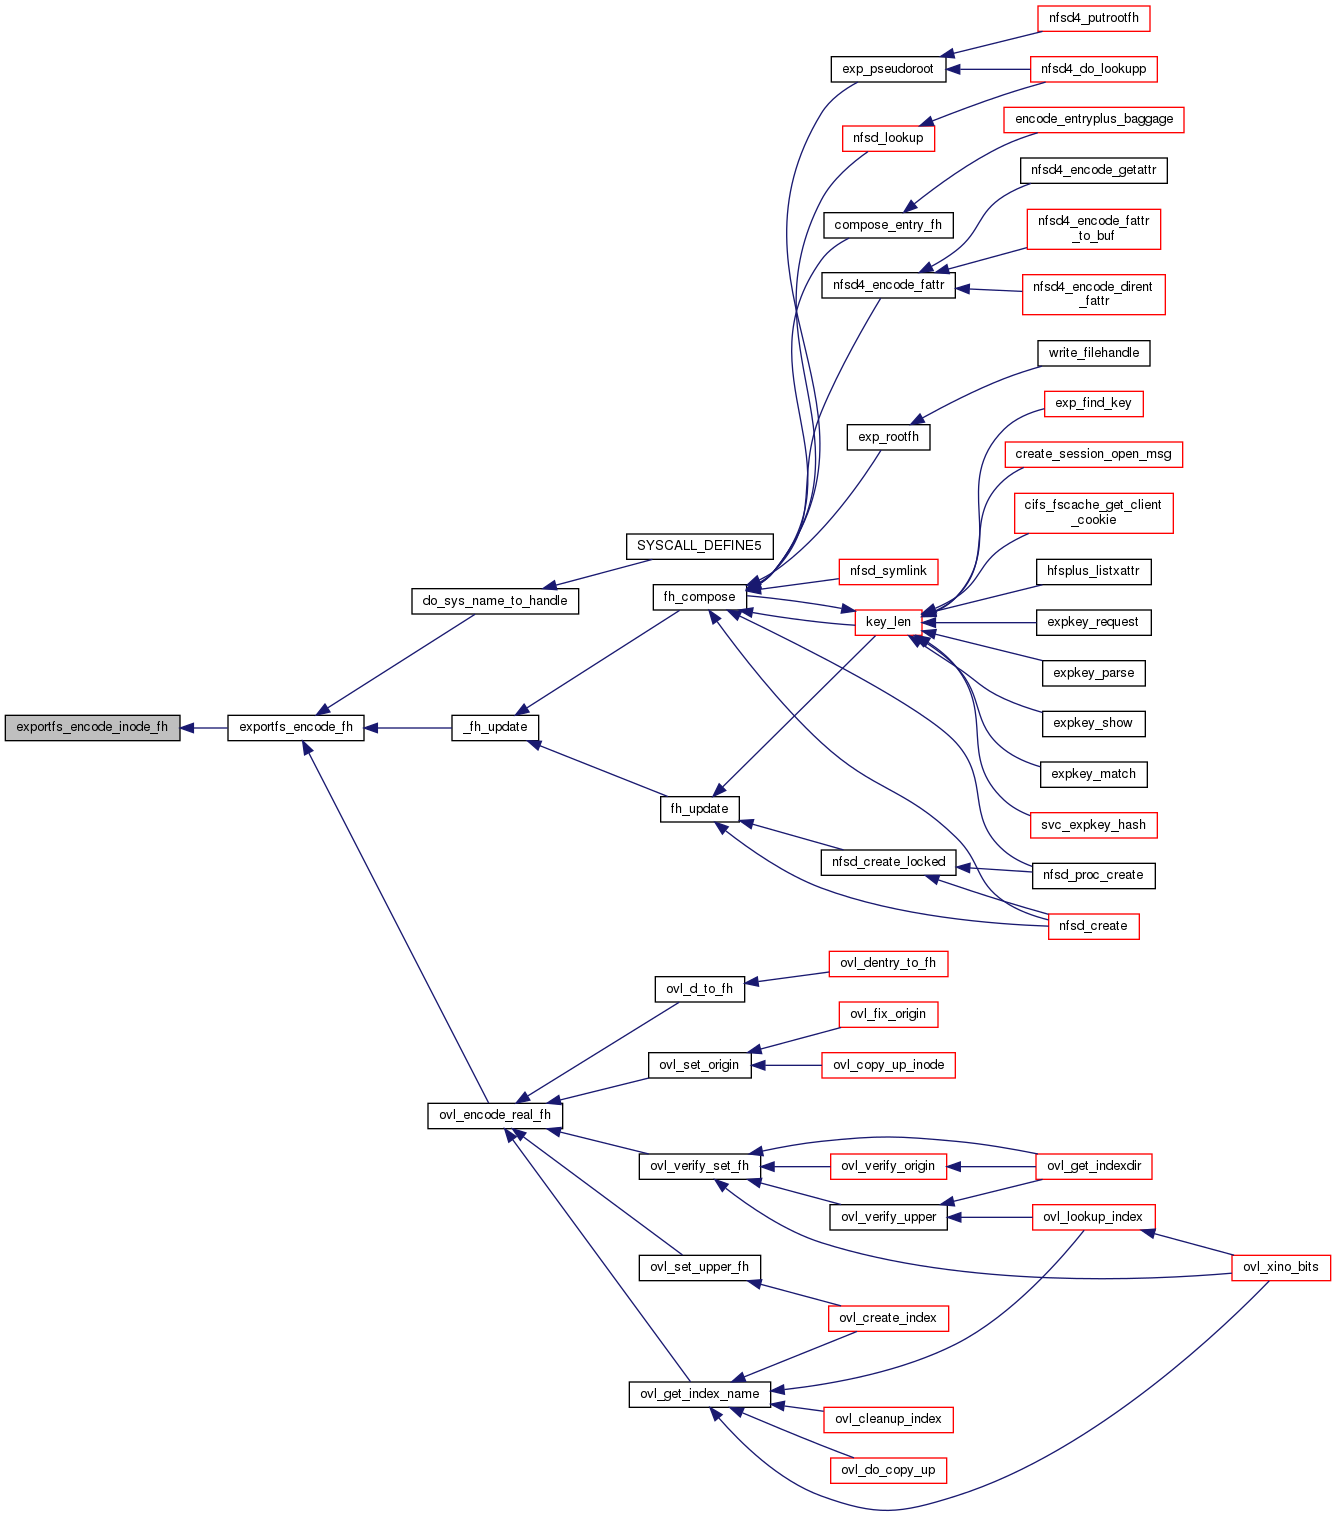 nfsd4_putrootfh
exp_pseudoroot
nfsd4_do_lookupp
encode_entryplus_baggage
nfsd_lookup
nfsd4_encode_getattr
compose_entry_fh
nfsd4_encode_fattr
_to_buf
nfsd4_encode_fattr
nfsd4_encode_dirent
_fattr
write_filehandle
exp_find_key
exp_rootfh
create_session_open_msg
cifs_fscache_get_client
_cookie
SYSCALL_DEFINE5
nfsd_symlink
hfsplus_listxattr
do_sys_name_to_handle
fh_compose
key_len
expkey_request
expkey_parse
exportfs_encode_inode_fh
exportfs_encode_fh
_fh_update
expkey_show
expkey_match
fh_update
svc_expkey_hash
nfsd_create_locked
nfsd_proc_create
nfsd_create
ovl_dentry_to_fh
ovl_d_to_fh
ovl_fix_origin
ovl_set_origin
ovl_copy_up_inode
ovl_encode_real_fh
ovl_verify_set_fh
ovl_verify_origin
ovl_get_indexdir
ovl_verify_upper
ovl_lookup_index
ovl_set_upper_fh
ovl_xino_bits
ovl_create_index
ovl_get_index_name
ovl_cleanup_index
ovl_do_copy_up